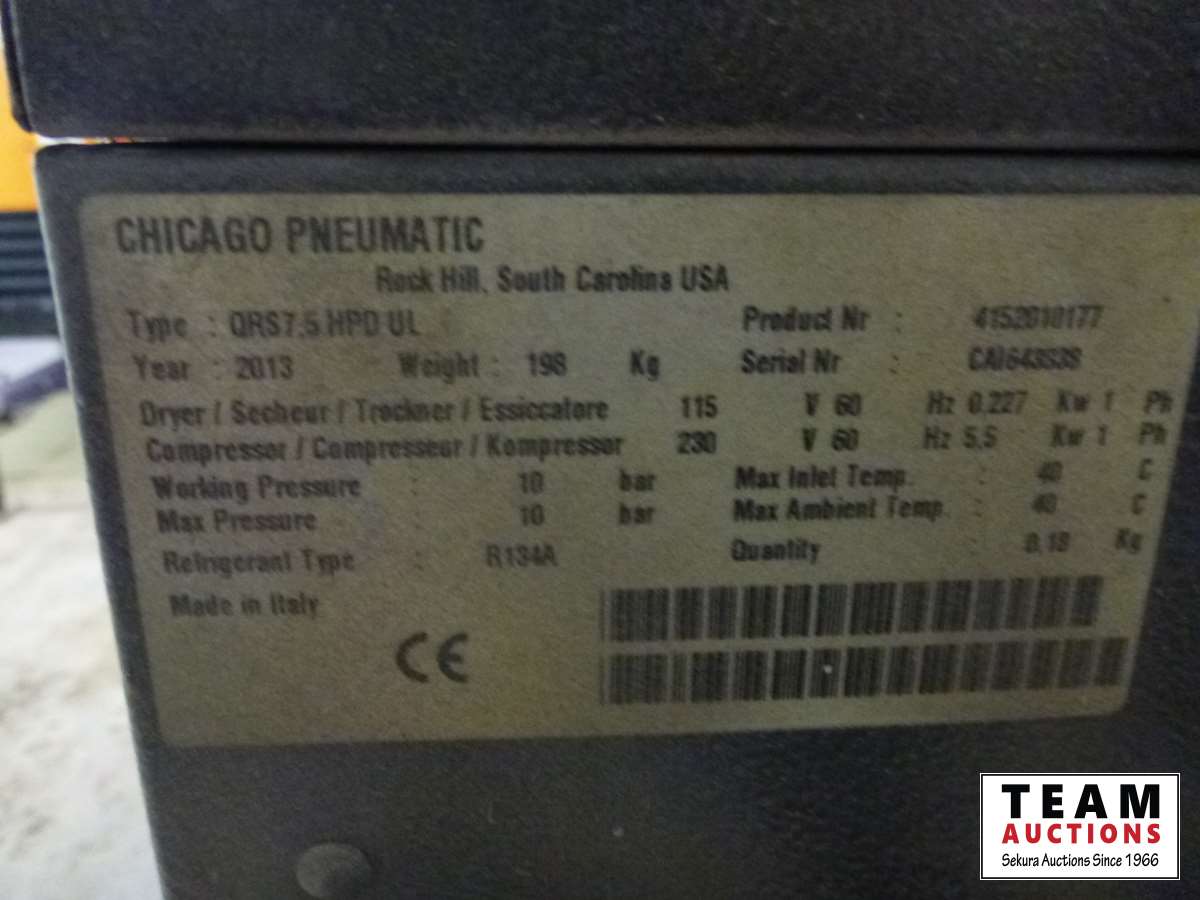 CHICAGO PNEUMATIC
Rock Hill, South Carolina USA
Type : QRS7.5 HPD UL Product Nr : 4152010177
Year : 2013 Weight : 198 Kg Serial Nr :
Dryer / Secheur / Trockner / Essiccatore 115 V 60 Hz 0.227 Kw 1 Ph
Compressor / Compresseur / Kompressor 230 V 60 Hz 5,5 Kw 1 Ph
Working Pressure : 10 bar Max Inlet Temp. : 40 C
Max Pressure : 10 bar Max Ambient Temp. : 40 C
Refrigerant Type : R134A Quantity : 0,18 Kg
Made in Italy
CE
TEAM
AUCTIONS
Sekura Auctions Since 1966